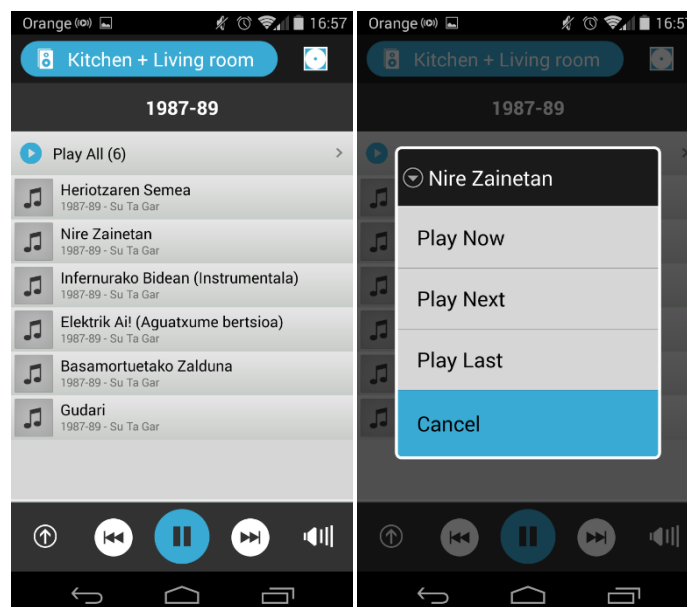 Orange 16:57
Kitchen + Living room
1987-89
Play All (6)
Heriotzaren Semea
1987-89 - Su Ta Gar
Nire Zainetan
1987-89 - Su Ta Gar
Infernurako Bidean (Instrumentala)
1987-89 - Su Ta Gar
Elektrik Ai! (Aguatxume bertsioa)
1987-89 - Su Ta Gar
Basamortuetako Zalduna
1987-89 - Su Ta Gar
Gudari
1987-89 - Su Ta Gar
Orange 16:57
Kitchen + Living room
1987-89
Nire Zainetan
Play Now
Play Next
Play Last
Cancel